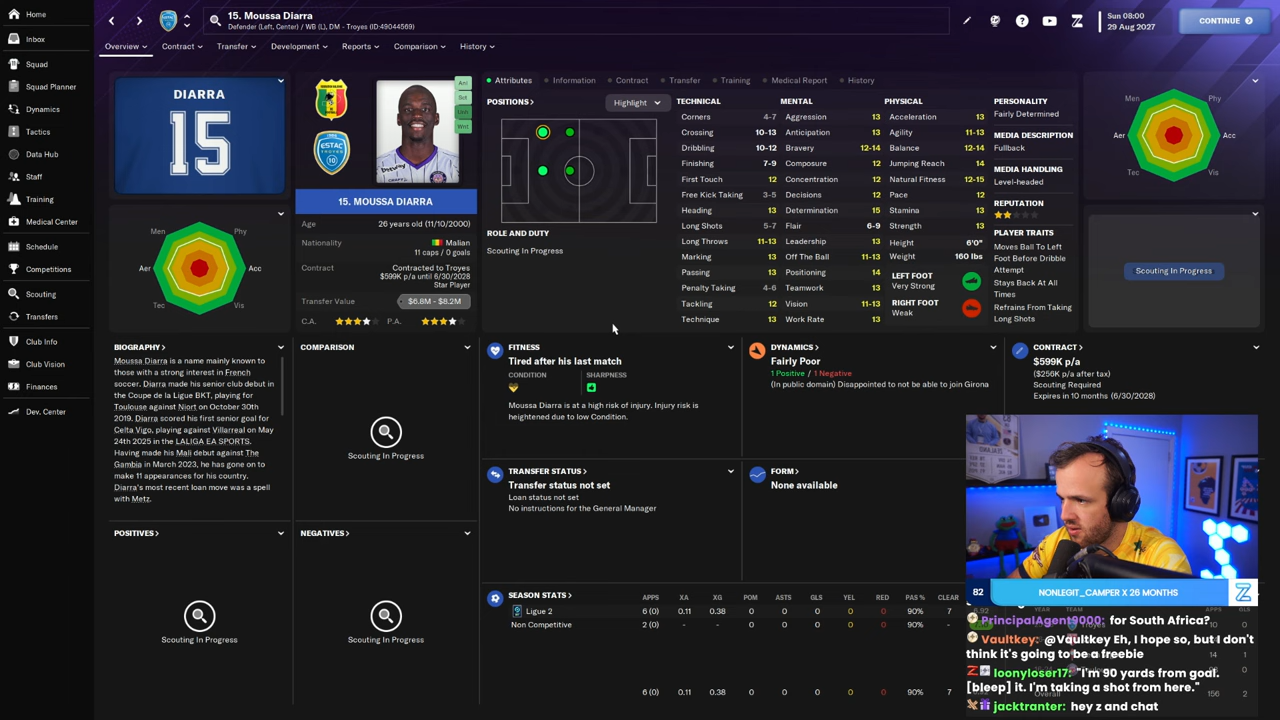 Home
Inbox
Squad
Squad Planner
Dynamics
Tactics
Data Hub
Staff
Training
Medical Center
Schedule
Competitions
Scouting
Transfers
Club Info
Club Vision
Finances
Dev. Center
15. Moussa Diarra
Defender (Left, Center) / WB (L), DM - Troyes (ID:49044569)
Sun 08:00
29 Aug 2027
CONTINUE
Overview
Contract
Transfer
Development
Reports
Comparison
History
DIARRA
15
ESTAC
TROYES
15. MOUSSA DIARRA
Age 26 years old (11/10/2000)
Nationality Malian
11 caps / 0 goals
Contract Contracted to Troyes
$599K p/a until 6/30/2028
Star Player
Transfer Value $6.8M - $8.2M
C.A. P.A.
Men Phy
Aer Acc
Tec Vis
Attributes Information Contract Transfer Training Medical Report History
POSITIONS> Highlight
ROLE AND DUTY
Scouting In Progress
TECHNICAL
Corners 4-7
Crossing 10-13
Dribbling 10-12
Finishing 7-9
First Touch 12
Free Kick Taking 3-5
Heading 13
Long Shots 5-7
Long Throws 11-13
Marking 13
Passing 13
Penalty Taking 4-6
Tackling 12
Technique 13
MENTAL
Aggression 13
Anticipation 13
Bravery 12-14
Composure 12
Concentration 12
Decisions 12
Determination 15
Flair 6-9
Leadership 13
Off The Ball 11-13
Positioning 14
Teamwork 13
Vision 11-13
Work Rate 13
PHYSICAL
Acceleration 13
Agility 11-13
Balance 12-14
Jumping Reach 14
Natural Fitness 12-15
Pace 12
Stamina 13
Strength 13
Height 6'0"
Weight 160 lbs
LEFT FOOT
Very Strong
RIGHT FOOT
Weak
PERSONALITY
Fairly Determined
MEDIA DESCRIPTION
Fullback
MEDIA HANDLING
Level-headed
REPUTATION
PLAYER TRAITS
Moves Ball To Left
Foot Before Dribble
Attempt
Stays Back At All
Times
Refrains From Taking
Long Shots
Men Phy
Aer Acc
Tec Vis
Scouting In Progress
BIOGRAPHY>
Moussa Diarra is a name mainly known to
those with a strong interest in French
soccer. Diarra made his senior club debut in
the Coupe de la Ligue BKT, playing for
Toulouse against Niort on October 30th
2019. Diarra scored his first senior goal for
Celta Vigo, playing against Villarreal on May
24th 2025 in the LALIGA EA SPORTS.
Having made his Mali debut against The
Gambia in March 2023, he has gone on to
make 11 appearances for his country.
Diarra's most recent loan move was a spell
with Metz.
COMPARISON
Scouting In Progress
POSITIVES>
Scouting In Progress
NEGATIVES>
Scouting In Progress
FITNESS
Tired after his last match
CONDITION SHARPNESS
Moussa Diarra is at a high risk of injury. Injury risk is
heightened due to low Condition.
DYNAMICS>
Fairly Poor
1 Positive / 1 Negative
(In public domain) Disappointed to not be able to join Girona
CONTRACT>
$599K p/a
($256K p/a after tax)
Scouting Required
Expires in 10 months (6/30/2028)
TRANSFER STATUS>
Transfer status not set
Loan status not set
No instructions for the General Manager
FORM>
None available
SEASON STATS> APPS XA XG POM ASTS GLS YEL RED PAS % CLEAR
Ligue 2 6 (0) 0.11 0.38 0 0 0 0 0 90% 7
Non Competitive 2 (0) - - 0 0 0 0 0 90% -
6 (0) 0.11 0.38 0 0 0 0 0 90% 7
82 NONLEGIT_CAMPER X 26 MONTHS
PrincipalAgent9000: for South Africa?
Vaultkey: @Vaultkey Eh, I hope so, but don't
think it's going to be a freebie
loonyloser17: "I'm 90 yards from goal.
[bleep] it. I'm taking a shot from here."
jacktranter: hey z and chat
Overall 156 2